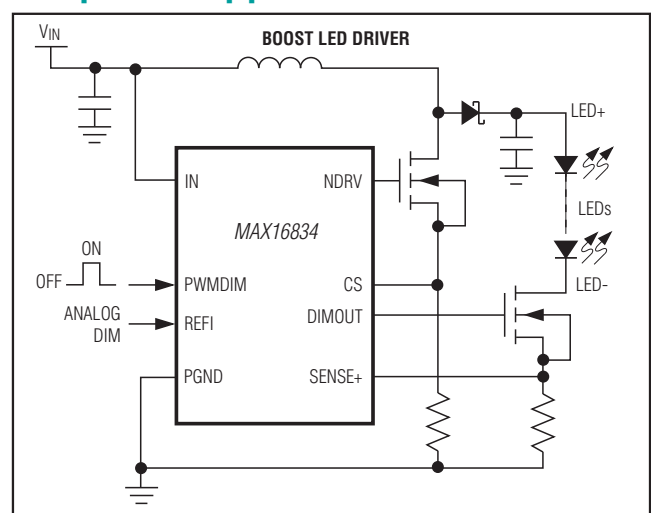 VIN
BOOST LED DRIVER
LED+
IN
NDRV
LEDs
MAX16834
ON
OFF
PWMDIM
CS
LED-
ANALOG
DIM
REFI
DIMOUT
PGND
SENSE+